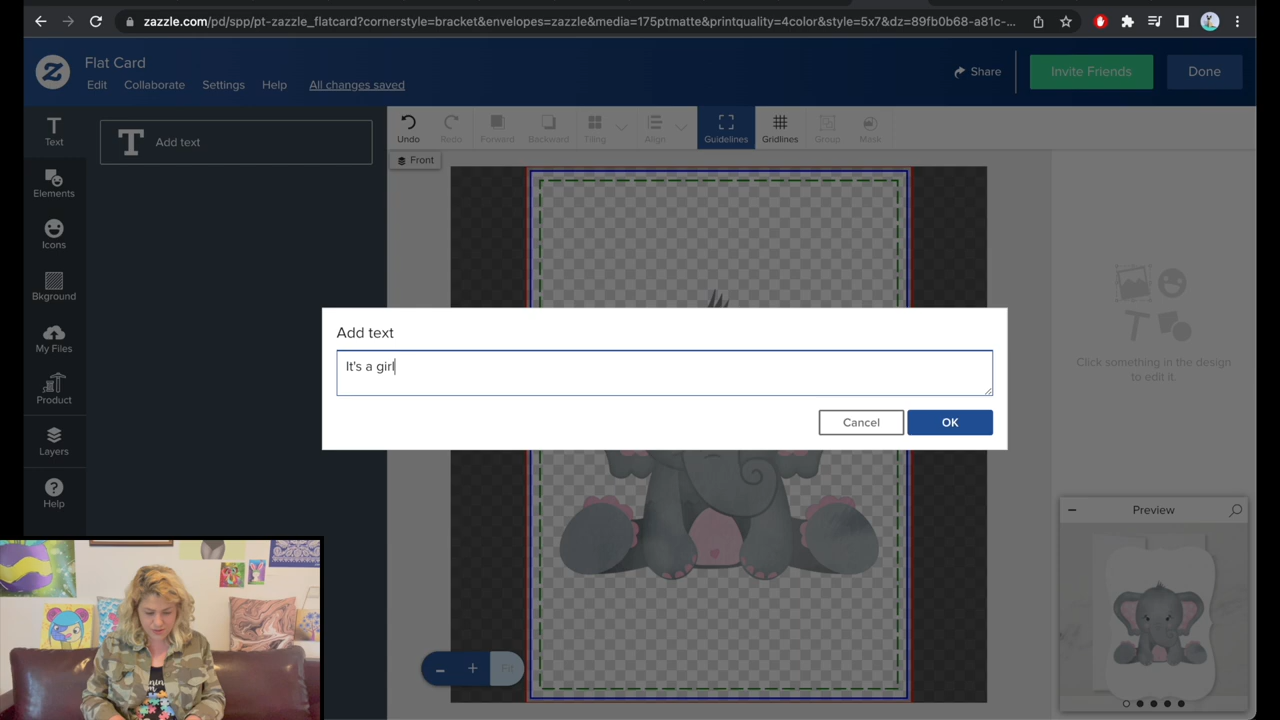 zazzle.com/pd/spp/pt-zazzle_flatcard?cornerstyle=bracket&envelopes=zazzle&media=175ptmatte&printquality=4color&style=5x7&dz=89fb0b68-a81c-...
Flat Card
Edit Collaborate Settings Help All changes saved
Share
Invite Friends
Done
Text
Elements
Icons
Bkground
My Files
Product
Layers
Help
Add text
Undo Redo Forward Backward Tiling Align Guidelines Gridlines Group Mask
Front
Add text
It's a girl
Cancel
OK
Click something in the design
to edit it.
Fit
Preview